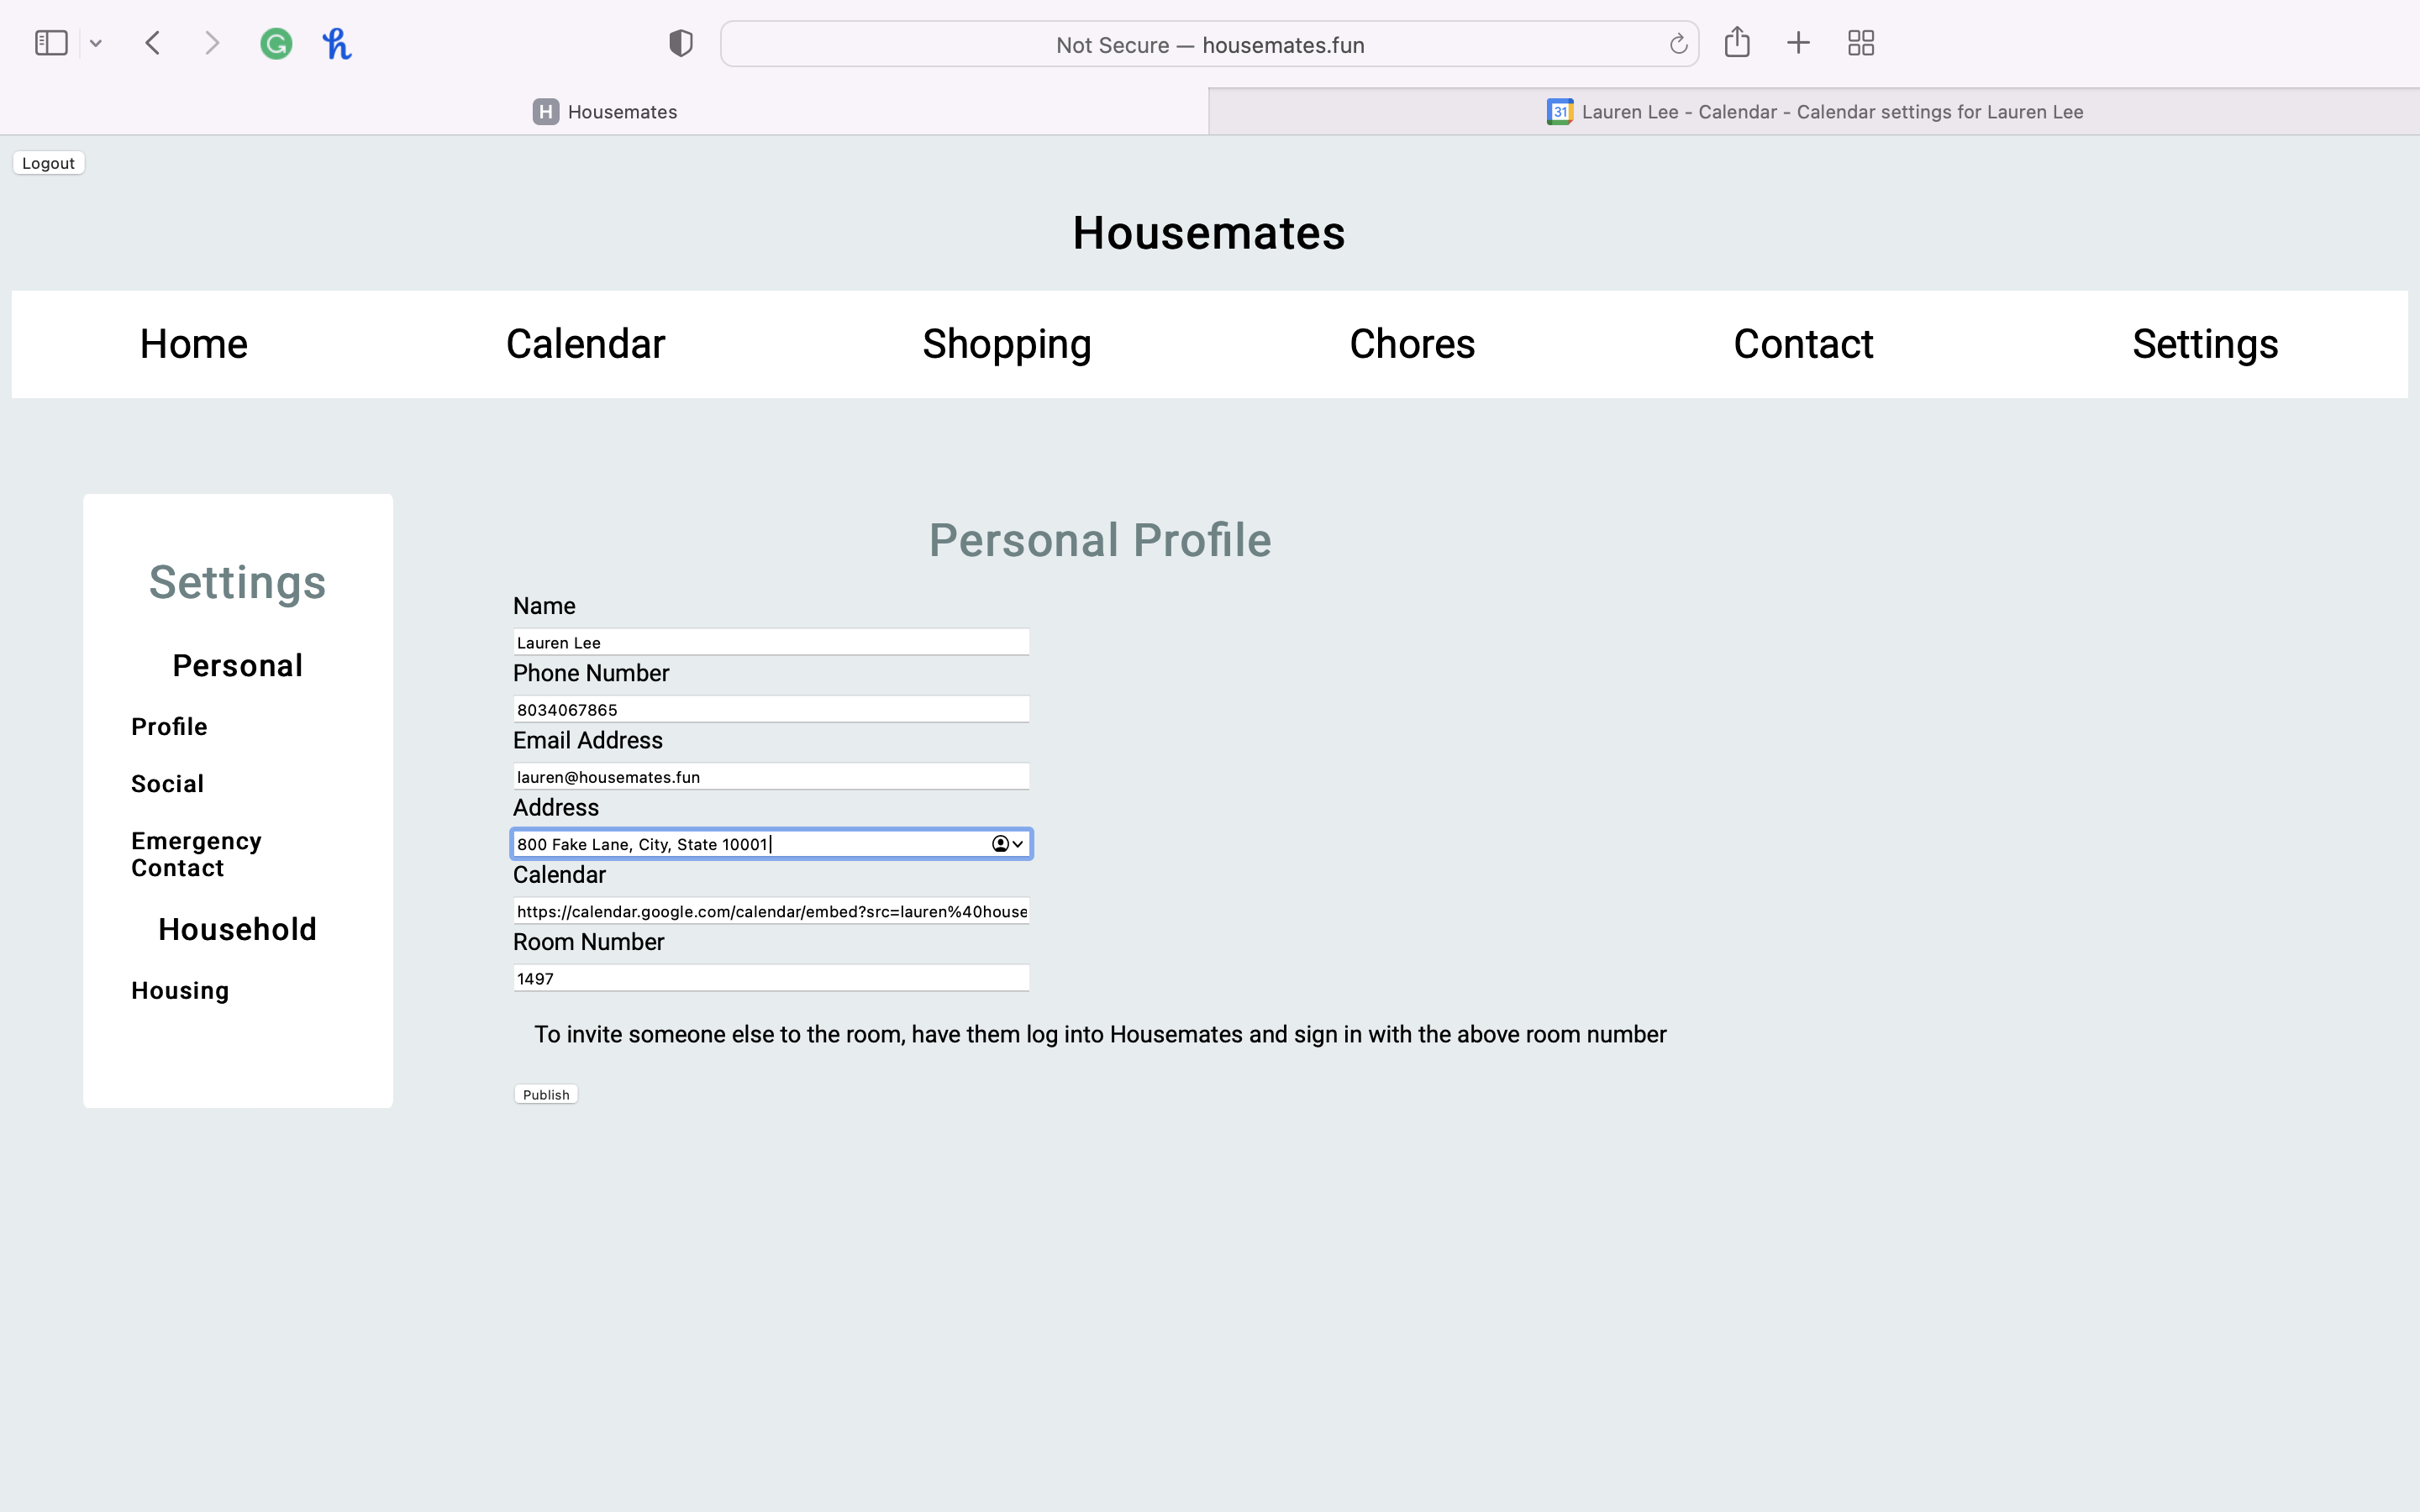 Not Secure — housemates.fun
H Housemates
31 Lauren Lee - Calendar - Calendar settings for Lauren Lee
Logout
Housemates
Home Calendar Shopping Chores Contact Settings
Settings
Personal
Profile
Social
Emergency
Contact
Household
Housing
Personal Profile
Name
Lauren Lee
Phone Number
8034067865
Email Address
lauren@housemates.fun
Address
800 Fake Lane, City, State 10001
Calendar
https://calendar.google.com/calendar/embed?src=lauren%40house
Room Number
1497
To invite someone else to the room, have them log into Housemates and sign in with the above room number
Publish